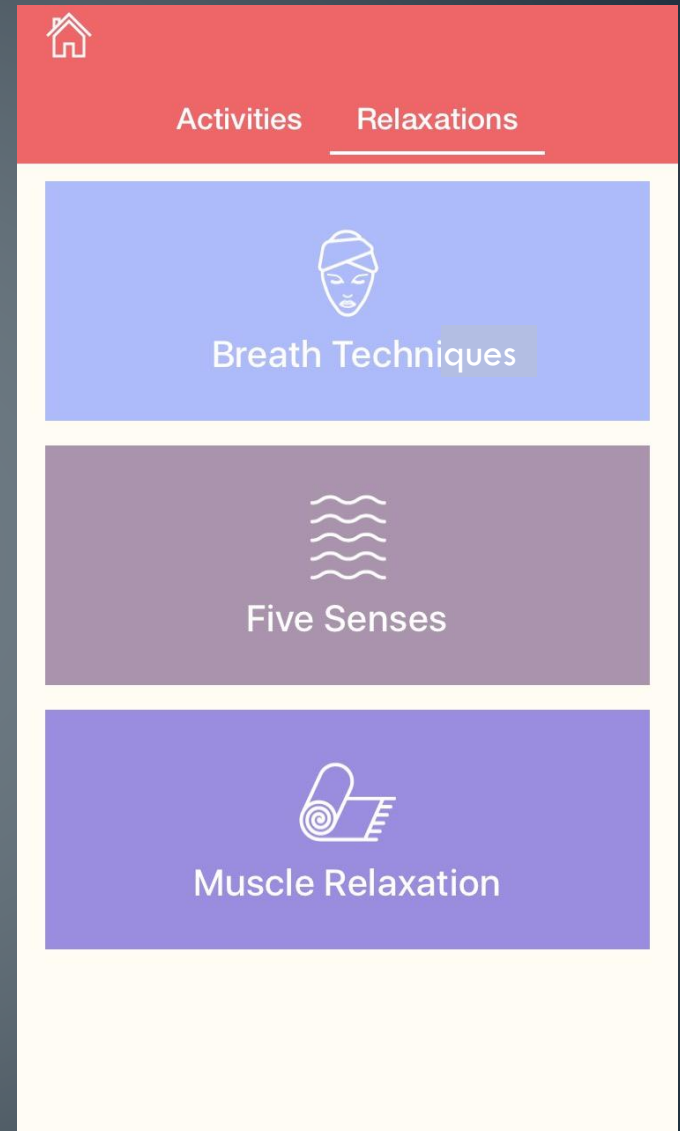 Activities Relaxations
Breath Techniques
Five Senses
Muscle Relaxation